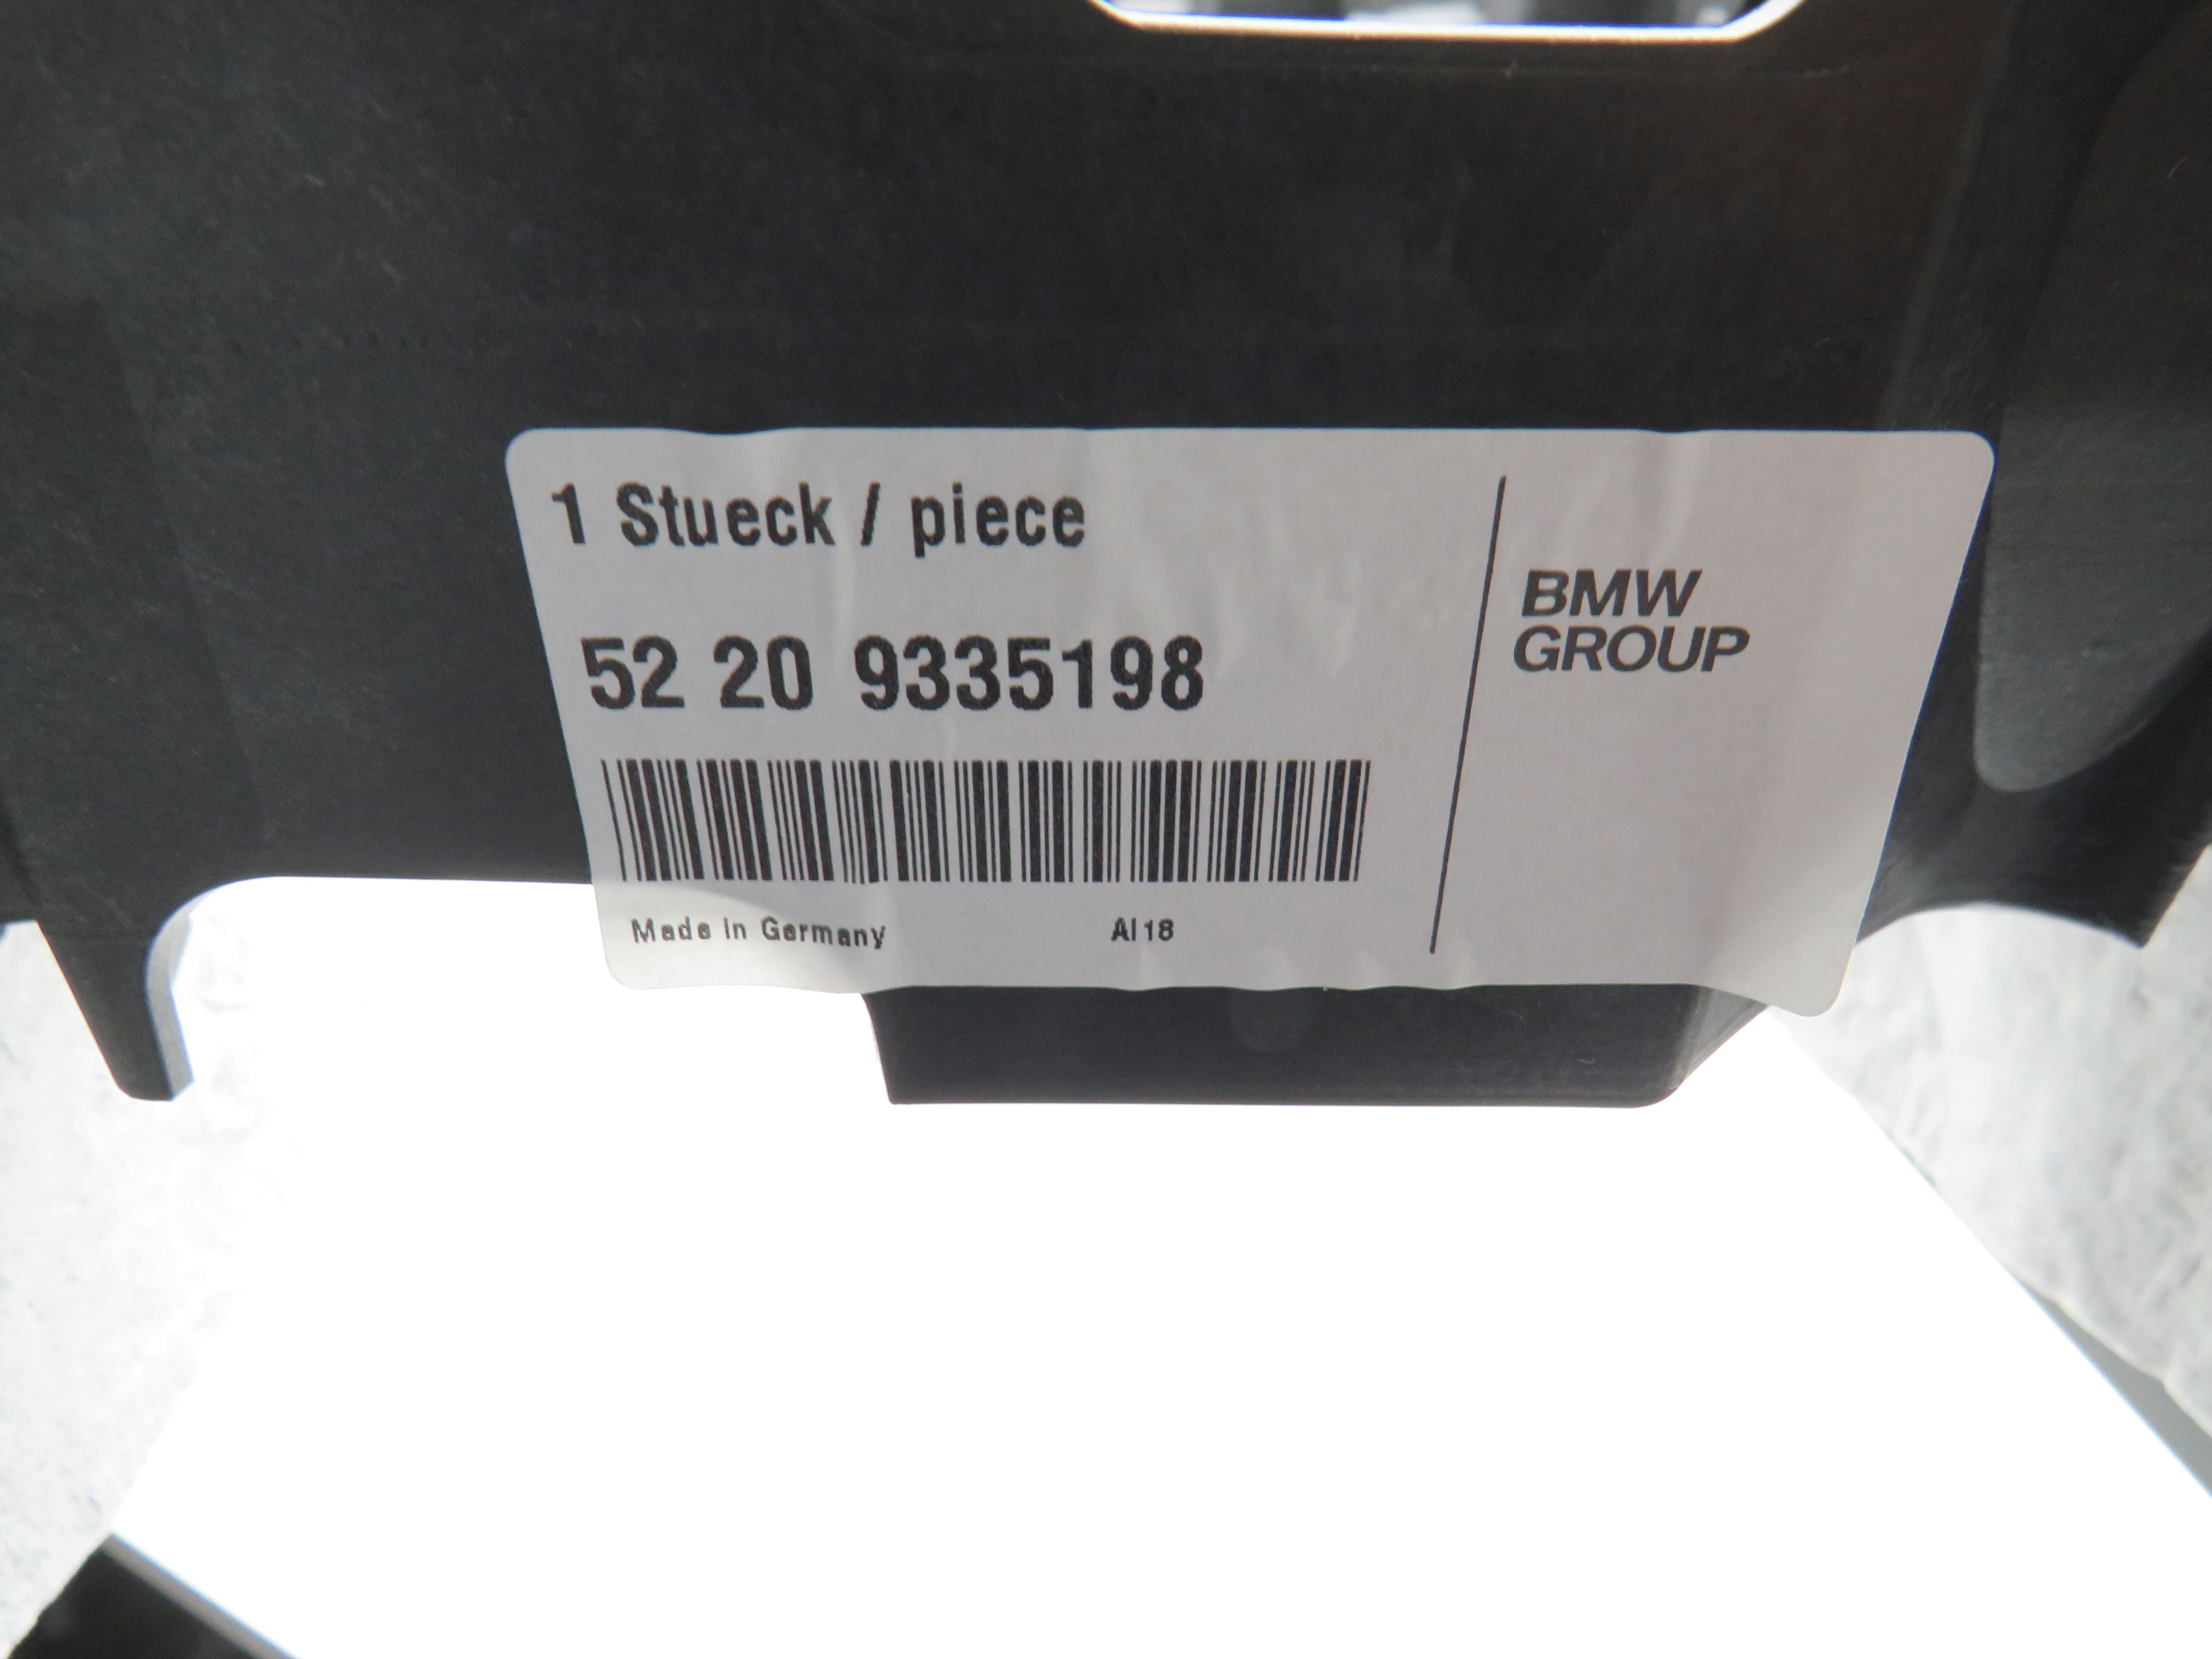 1 Stueck / piece
52 20 9335198
Made in Germany
AI18
BMW
GROUP